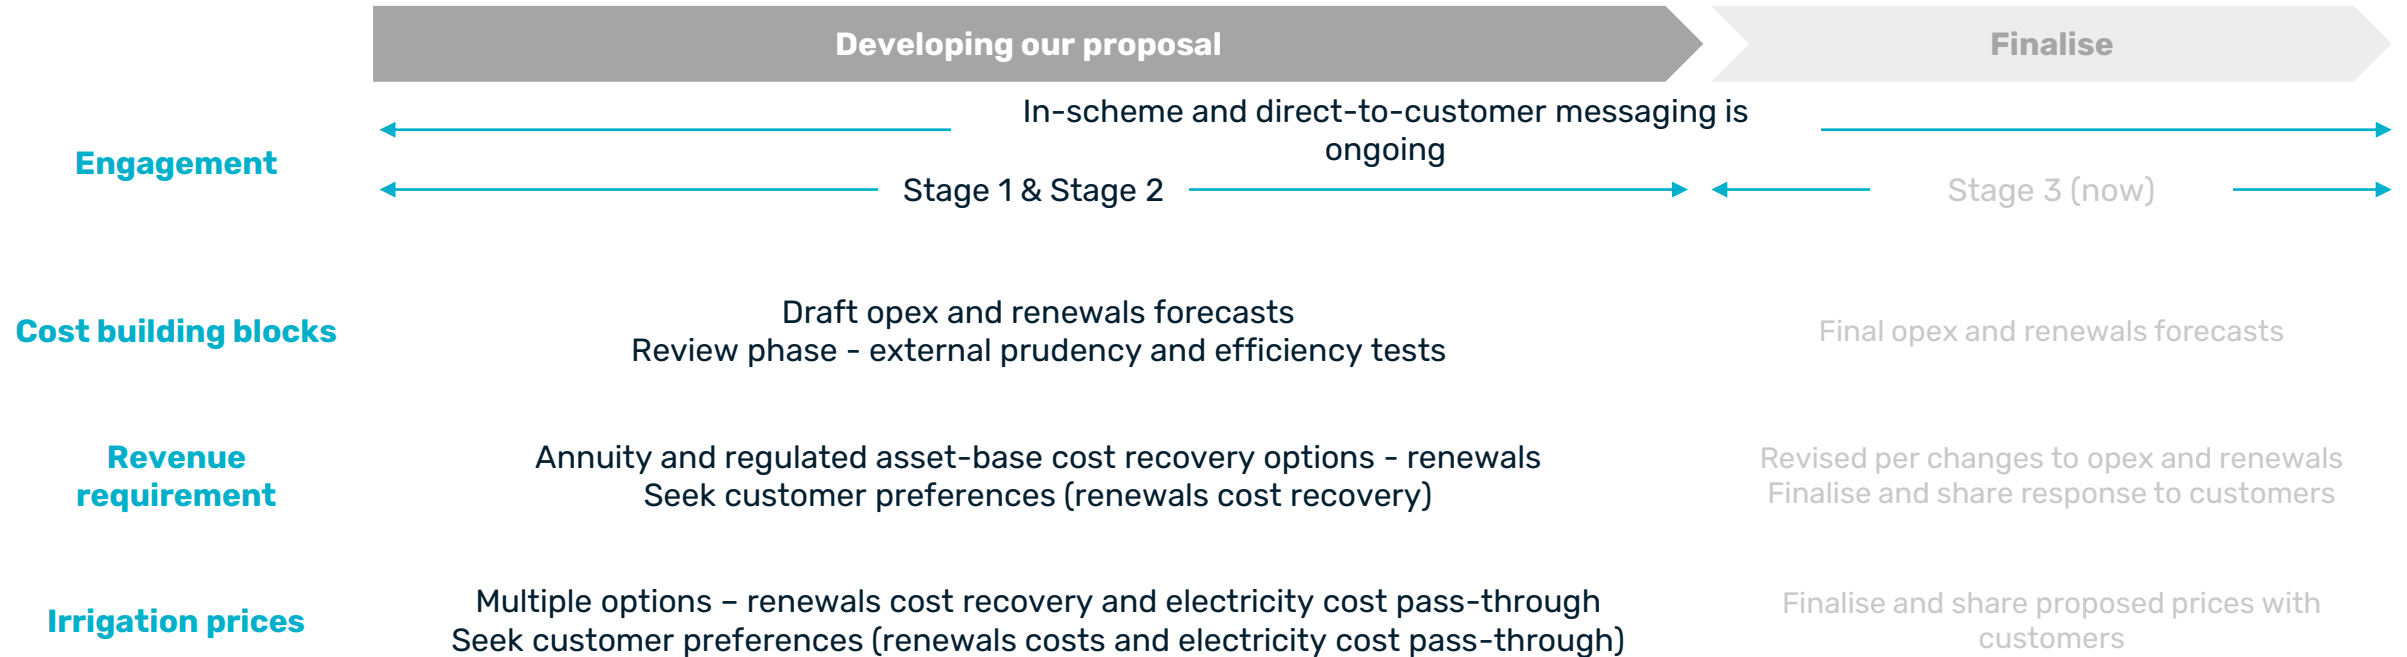 Developing our proposal
Finalise
Engagement
In-scheme and direct-to-customer messaging is
ongoing
Stage 1 & Stage 2
Stage 3 (now)
Cost building blocks
Draft opex and renewals forecasts
Review phase - external prudency and efficiency tests
Final opex and renewals forecasts
Revenue
requirement
Annuity and regulated asset-base cost recovery options - renewals
Seek customer preferences (renewals cost recovery)
Revised per changes to opex and renewals
Finalise and share response to customers
Irrigation prices
Multiple options – renewals cost recovery and electricity cost pass-through
Seek customer preferences (renewals costs and electricity cost pass-through)
Finalise and share proposed prices with
customers